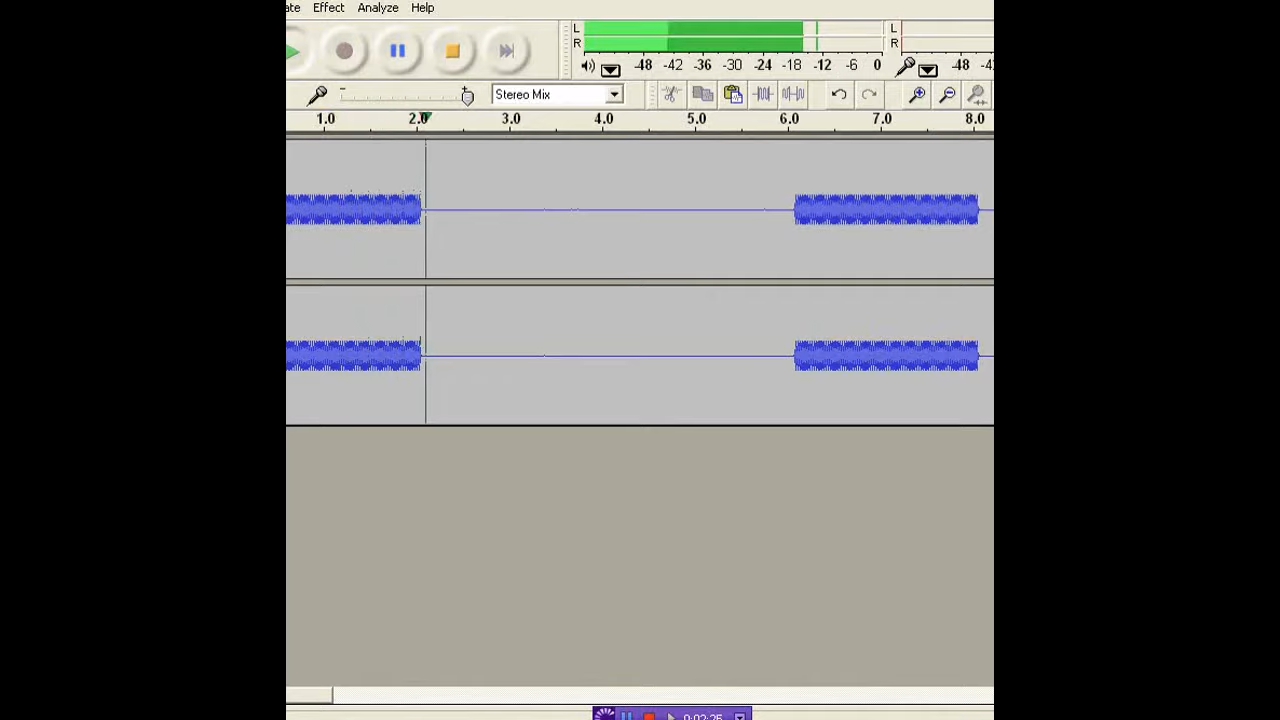 ate Effect Analyze Help
L
R
-48 -42 -36 -30 -24 -18 -12 -6 0
L
R
-48 -4
Stereo Mix
1.0 2.0 3.0 4.0 5.0 6.0 7.0 8.0
0:02:25